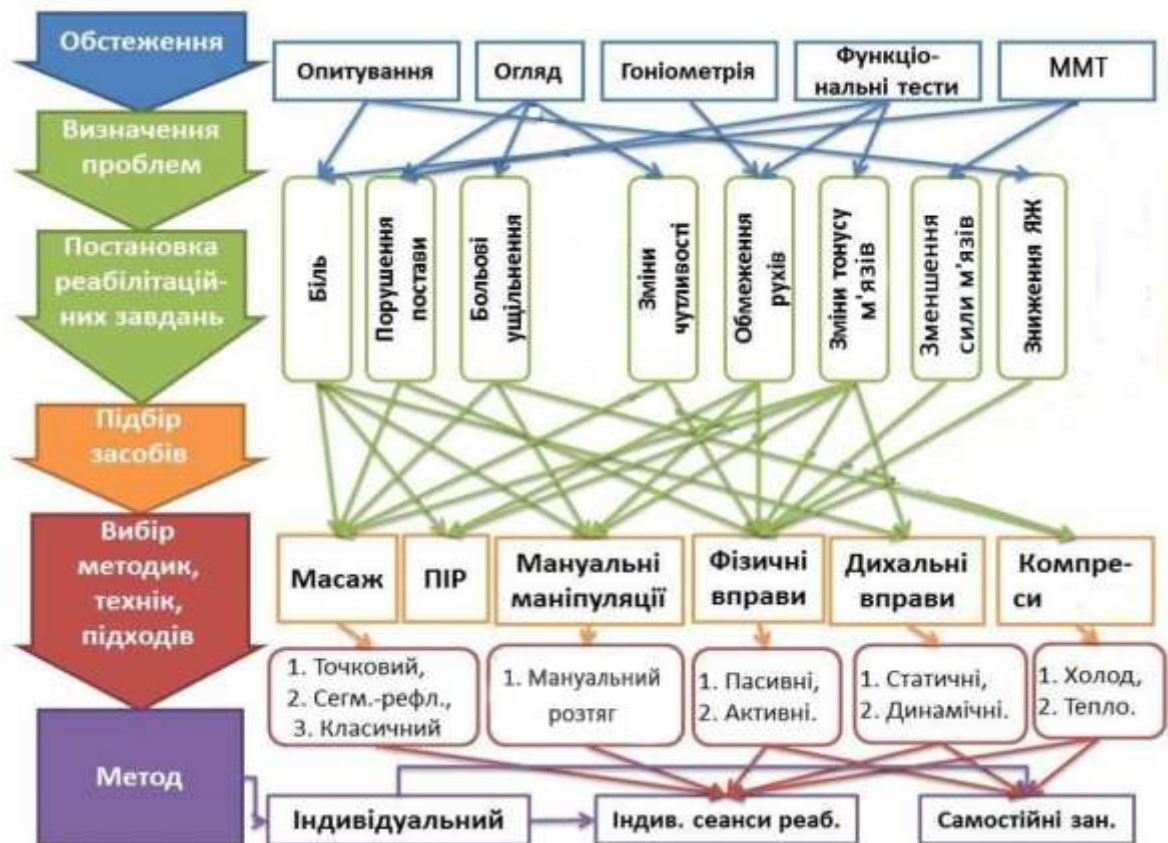 Обстеження
Визначення
проблем
Постановка
реабілітацій-
них завдань
Підбір
засобів
Вибір
методик,
технік,
підходів
Метод
Опитування
Огляд
Гоніометрія
Функціо-
нальні тести
ММТ
Біль
Порушення
постави
Больові
ущільнення
Зміни
чутливості
Обмеження
рухів
Зміни тонусу
м'язів
Зменшення
сили м'язів
Зниження ЯЖ
Масаж
ПІР
Мануальні
маніпуляції
Фізичні
вправи
Дихальні
вправи
Компре-
си
1. Точковий,
2. Сегм.-рефл.,
3. Класичний
1. Мануальний
розтяг
1. Пасивні,
2. Активні.
1. Статичні,
2. Динамічні.
1. Холод,
2. Тепло.
Індивідуальний
Індив. сеанси реаб.
Самостійні зан.